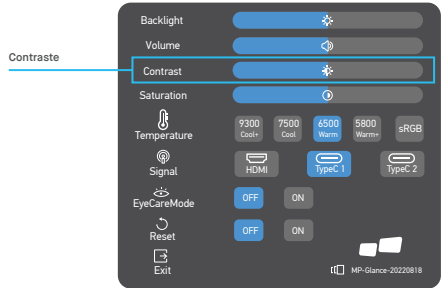 Backlight
Volume
Contraste
Contrast
Saturation
Temperature
9300 Cool+
7500 Cool
6500 Warm
5800 Warm+
sRGB
Signal
HDMI
TypeC 1
TypeC 2
EyeCareMode
OFF
ON
Reset
OFF
ON
Exit
MP-Glance-20220818